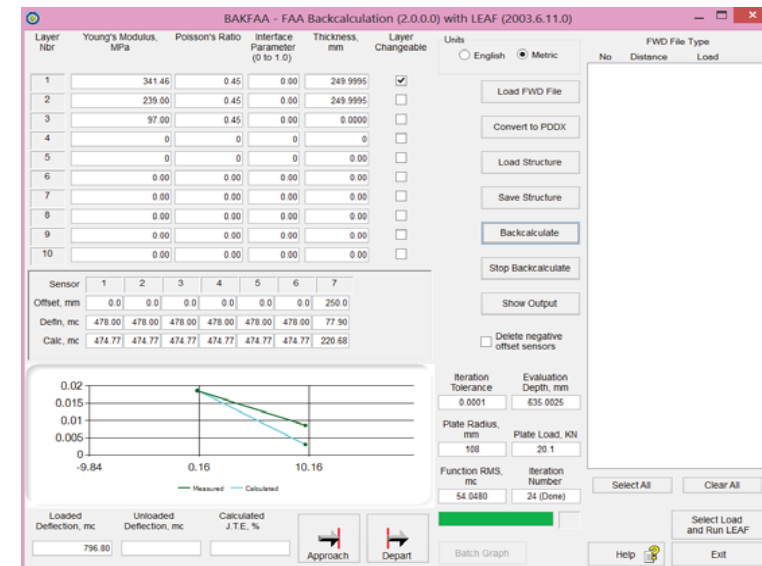 BAKFAA - FAA Backcalculation (2.0.0.0) with LEAF (2003.6.11.0)
Layer Nbr Young's Modulus, MPa Poisson's Ratio Interface Parameter (0 to 1.0) Thickness, mm Layer Changeable
1 341.46 0.45 0.00 249.9995
2 239.00 0.45 0.00 249.9995
3 97.00 0.45 0.00 0.0000
4 0 0 0 0
5 0 0 0 0.00
6 0.00 0.00 0.00 0.00
7 0.00 0.00 0.00 0.00
8 0.00 0.00 0.00 0.00
9 0.00 0.00 0.00 0.00
10 0.00 0.00 0.00 0.00
Sensor 1 2 3 4 5 6 7
Offset, mm 0.0 0.0 0.0 0.0 0.0 0.0 250.0
Defln, mc 478.00 478.00 478.00 478.00 478.00 478.00 77.90
Calc, mc 474.77 474.77 474.77 474.77 474.77 474.77 220.68
0.02
0.015
0.01
0.005
0
-9.84 0.16 10.16
Measured Calculated
Loaded Deflection, mc Unloaded Deflection, mc Calculated J.T.E, %
796.80
Approach Depart
Units
English Metric
Load FWD File
Convert to PDDX
Load Structure
Save Structure
Backcalculate
Stop Backcalculate
Show Output
Delete negative
offset sensors
Iteration Tolerance Evaluation Depth, mm
0.0001 635.0025
Plate Radius, mm Plate Load, KN
108 20.1
Function RMS, mc Iteration Number
54.0480 24 (Done)
Batch Graph
FWD File Type
No Distance Load
Select All Clear All
Select Load
and Run LEAF
Help Exit